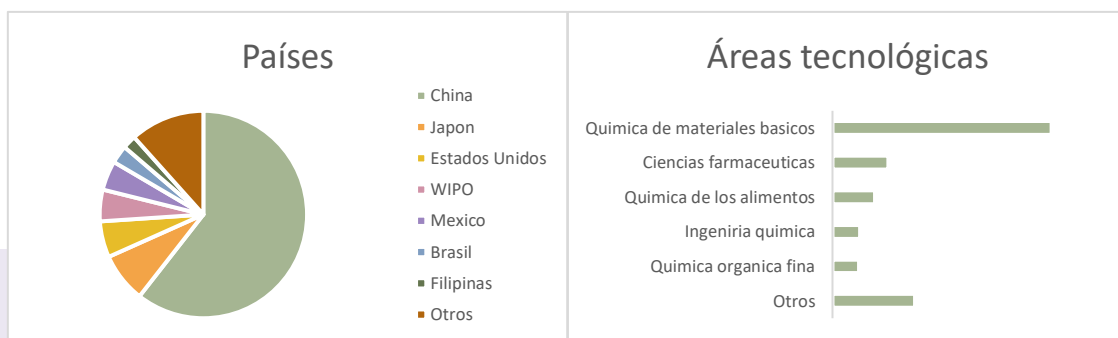 Países
China
Japon
Estados Unidos
WIPO
Mexico
Brasil
Filipinas
Otros
Áreas tecnológicas
Quimica de materiales basicos
Ciencias farmaceuticas
Quimica de los alimentos
Ingeniria quimica
Quimica organica fina
Otros